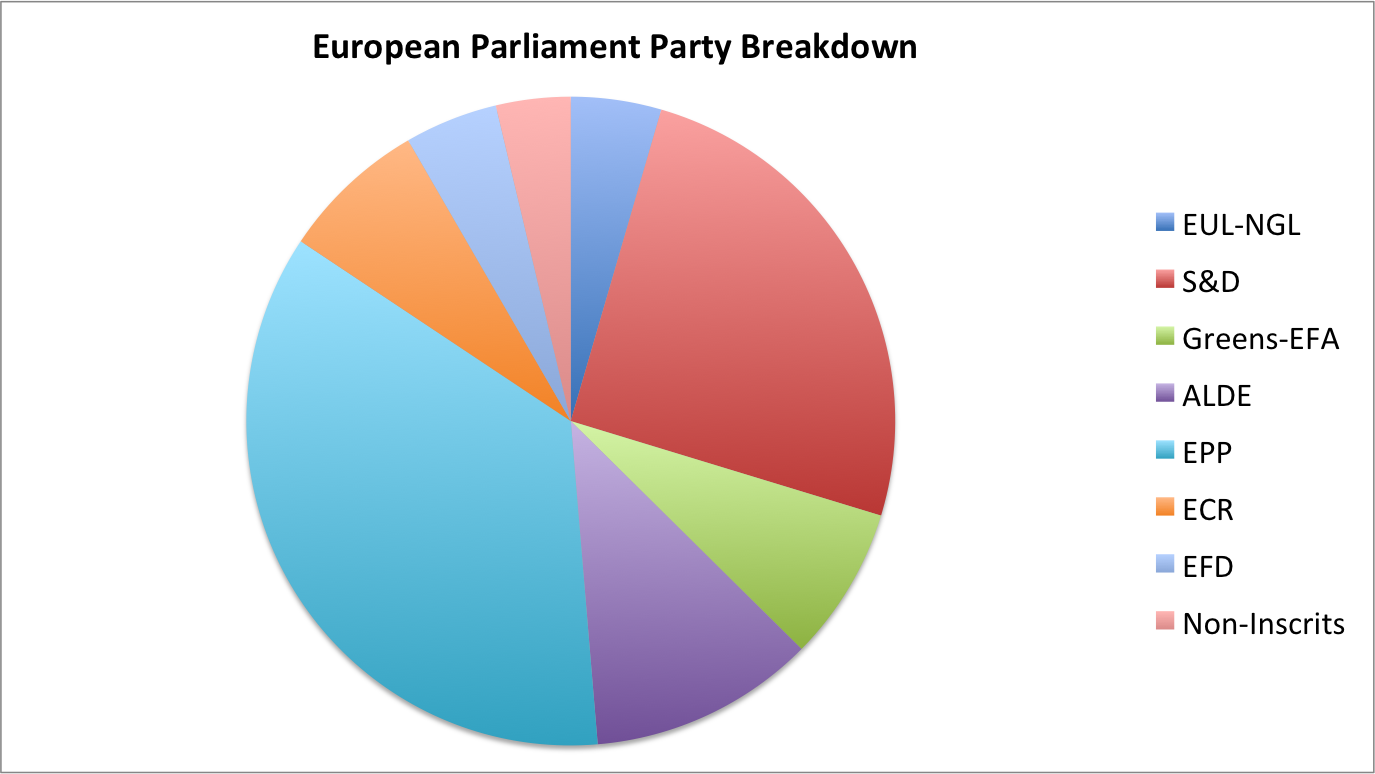 European Parliament Party Breakdown
EUL-NGL
S&D
Greens-EFA
ALDE
EPP
ECR
EFD
Non-Inscrits